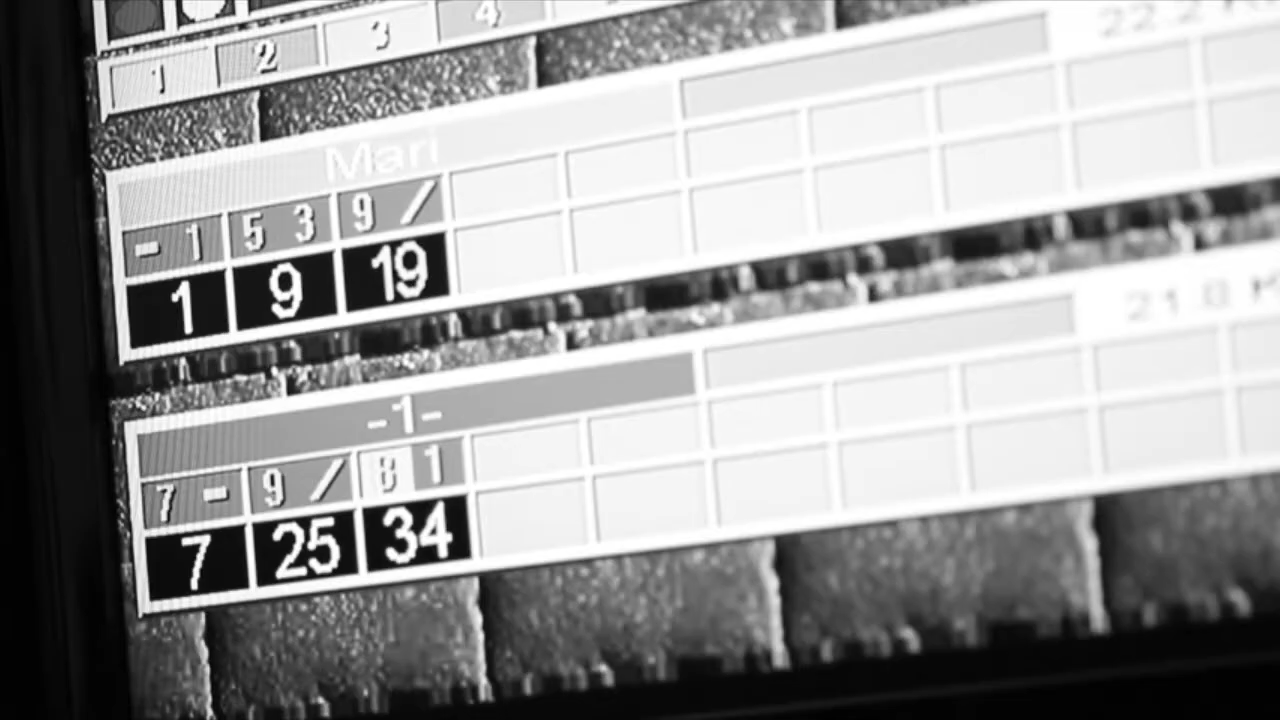 1 2 3 4
Mari
- 1 5 3 9 /
1 9 19
-1-
7 - 9 / 8 1
7 25 34